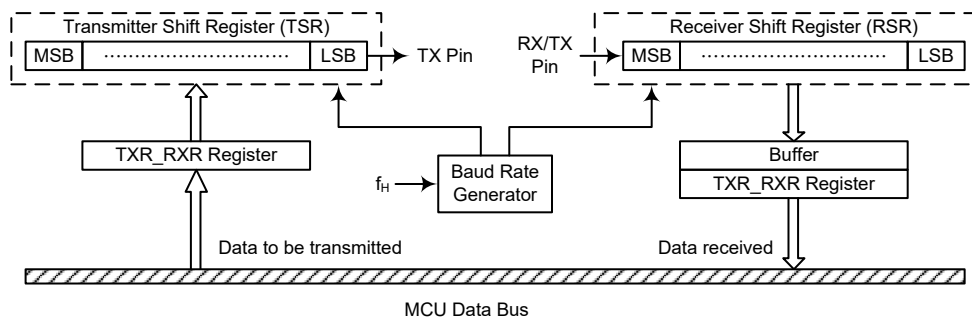 Transmitter Shift Register (TSR)
MSB
LSB
TX Pin
RX/TX
Pin
Receiver Shift Register (RSR)
MSB
LSB
TXR_RXR Register
fH
Baud Rate
Generator
Buffer
TXR_RXR Register
Data to be transmitted
Data received
MCU Data Bus